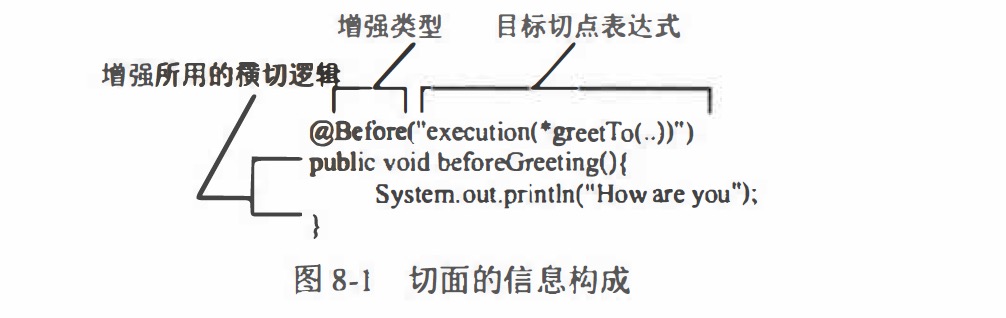 增强类型 目标切点表达式
增强所用的横切逻辑
@Before("execution(*greetTo(..))")
public void beforeGreeting(){
System.out.println("How are you");
}
图 8-1 切面的信息构成